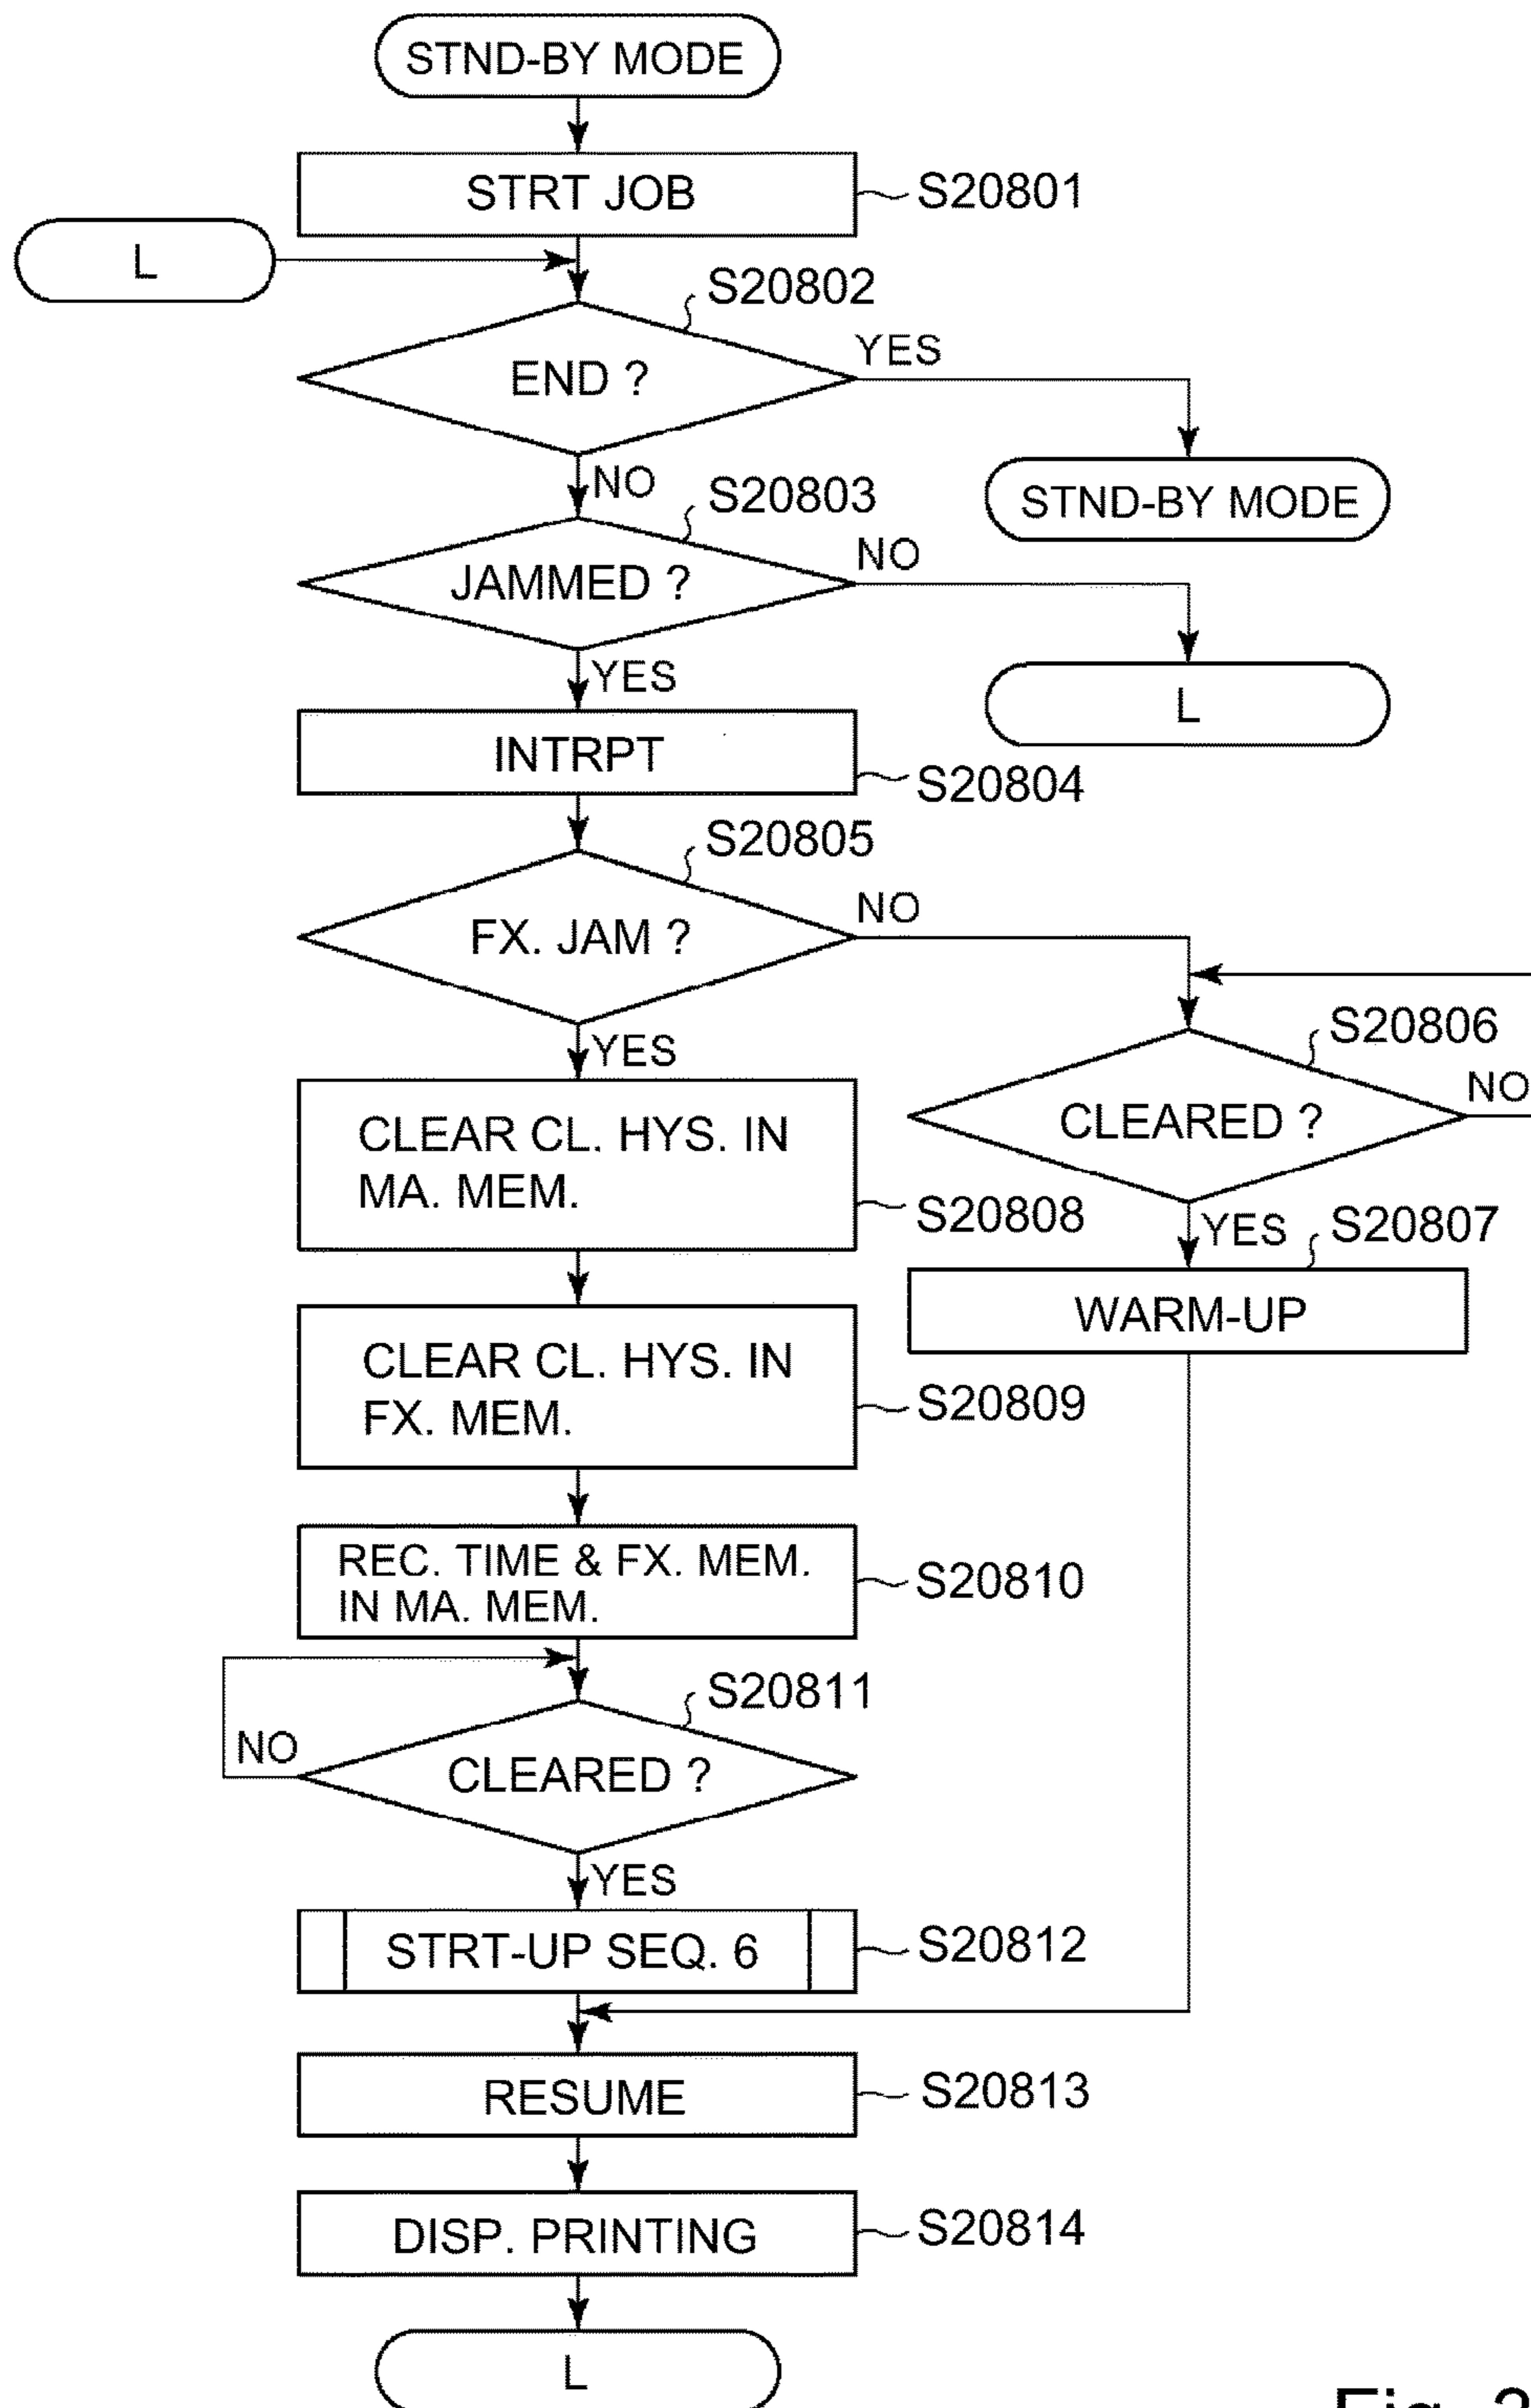 STND-BY MODE
STRT JOB
S20801
L
S20802
END ?
YES
STND-BY MODE
NO
S20803
JAMMED ?
NO
L
YES
INTRPT
S20804
S20805
FX. JAM ?
NO
S20806
CLEARED ?
NO
YES
S20807
WARM-UP
YES
CLEAR CL. HYS. IN
MA. MEM.
S20808
CLEAR CL. HYS. IN
FX. MEM.
S20809
REC. TIME & FX. MEM.
IN MA. MEM.
S20810
S20811
CLEARED ?
NO
YES
STRT-UP SEQ. 6
S20812
RESUME
S20813
DISP. PRINTING
S20814
L